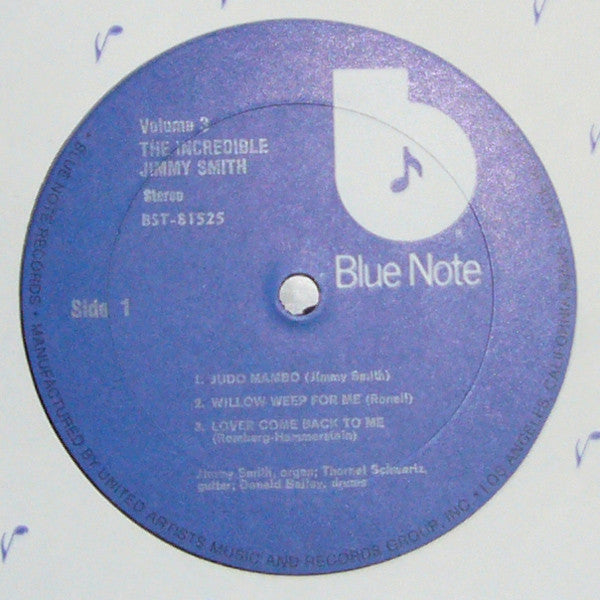 Volume 3
THE INCREDIBLE
JIMMY SMITH
Stereo
BST-81525
Blue Note
Side 1
1. JUDO MAMBO (Jimmy Smith)
2. WILLOW WEEP FOR ME (Ronell)
3. LOVER COME BACK TO ME
(Romberg-Hammerstein)
Jimmy Smith, organ; Thornel Schwartz,
guitar; Donald Bailey, drums
• BLUE NOTE RECORDS • MANUFACTURED BY UNITED ARTISTS MUSIC AND RECORDS GROUP, INC. • LOS ANGELES, CALIFORNIA